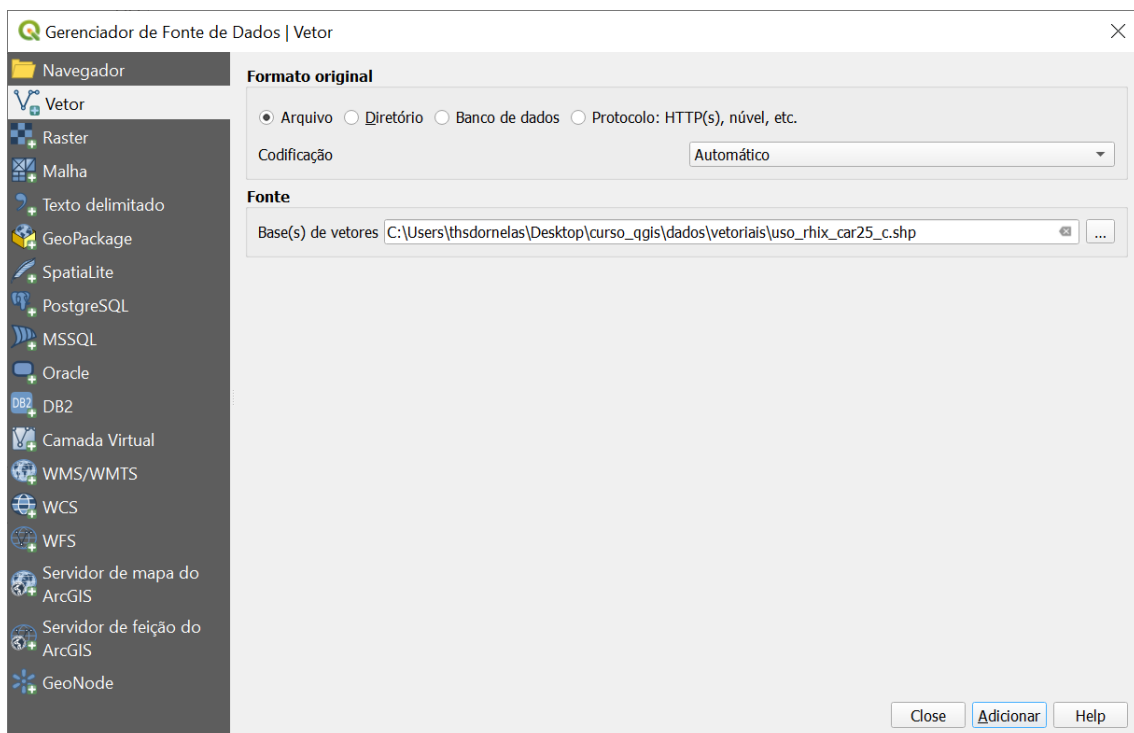 Gerenciador de Fonte de Dados | Vetor
Navegador
Vetor
Raster
Malha
Texto delimitado
GeoPackage
SpatiaLite
PostgreSQL
MSSQL
Oracle
DB2
DB2
Camada Virtual
WMS/WMTS
WCS
WFS
Servidor de mapa do
ArcGIS
Servidor de feição do
ArcGIS
GeoNode
Formato original
Arquivo Diretório Banco de dados Protocolo: HTTP(s), núvel, etc.
Codificação Automático
Fonte
Base(s) de vetores C:\Users\thsdornelas\Desktop\curso_qgis\dados\vetoriais\uso_rhix_car25_c.shp ...
Close Adicionar Help